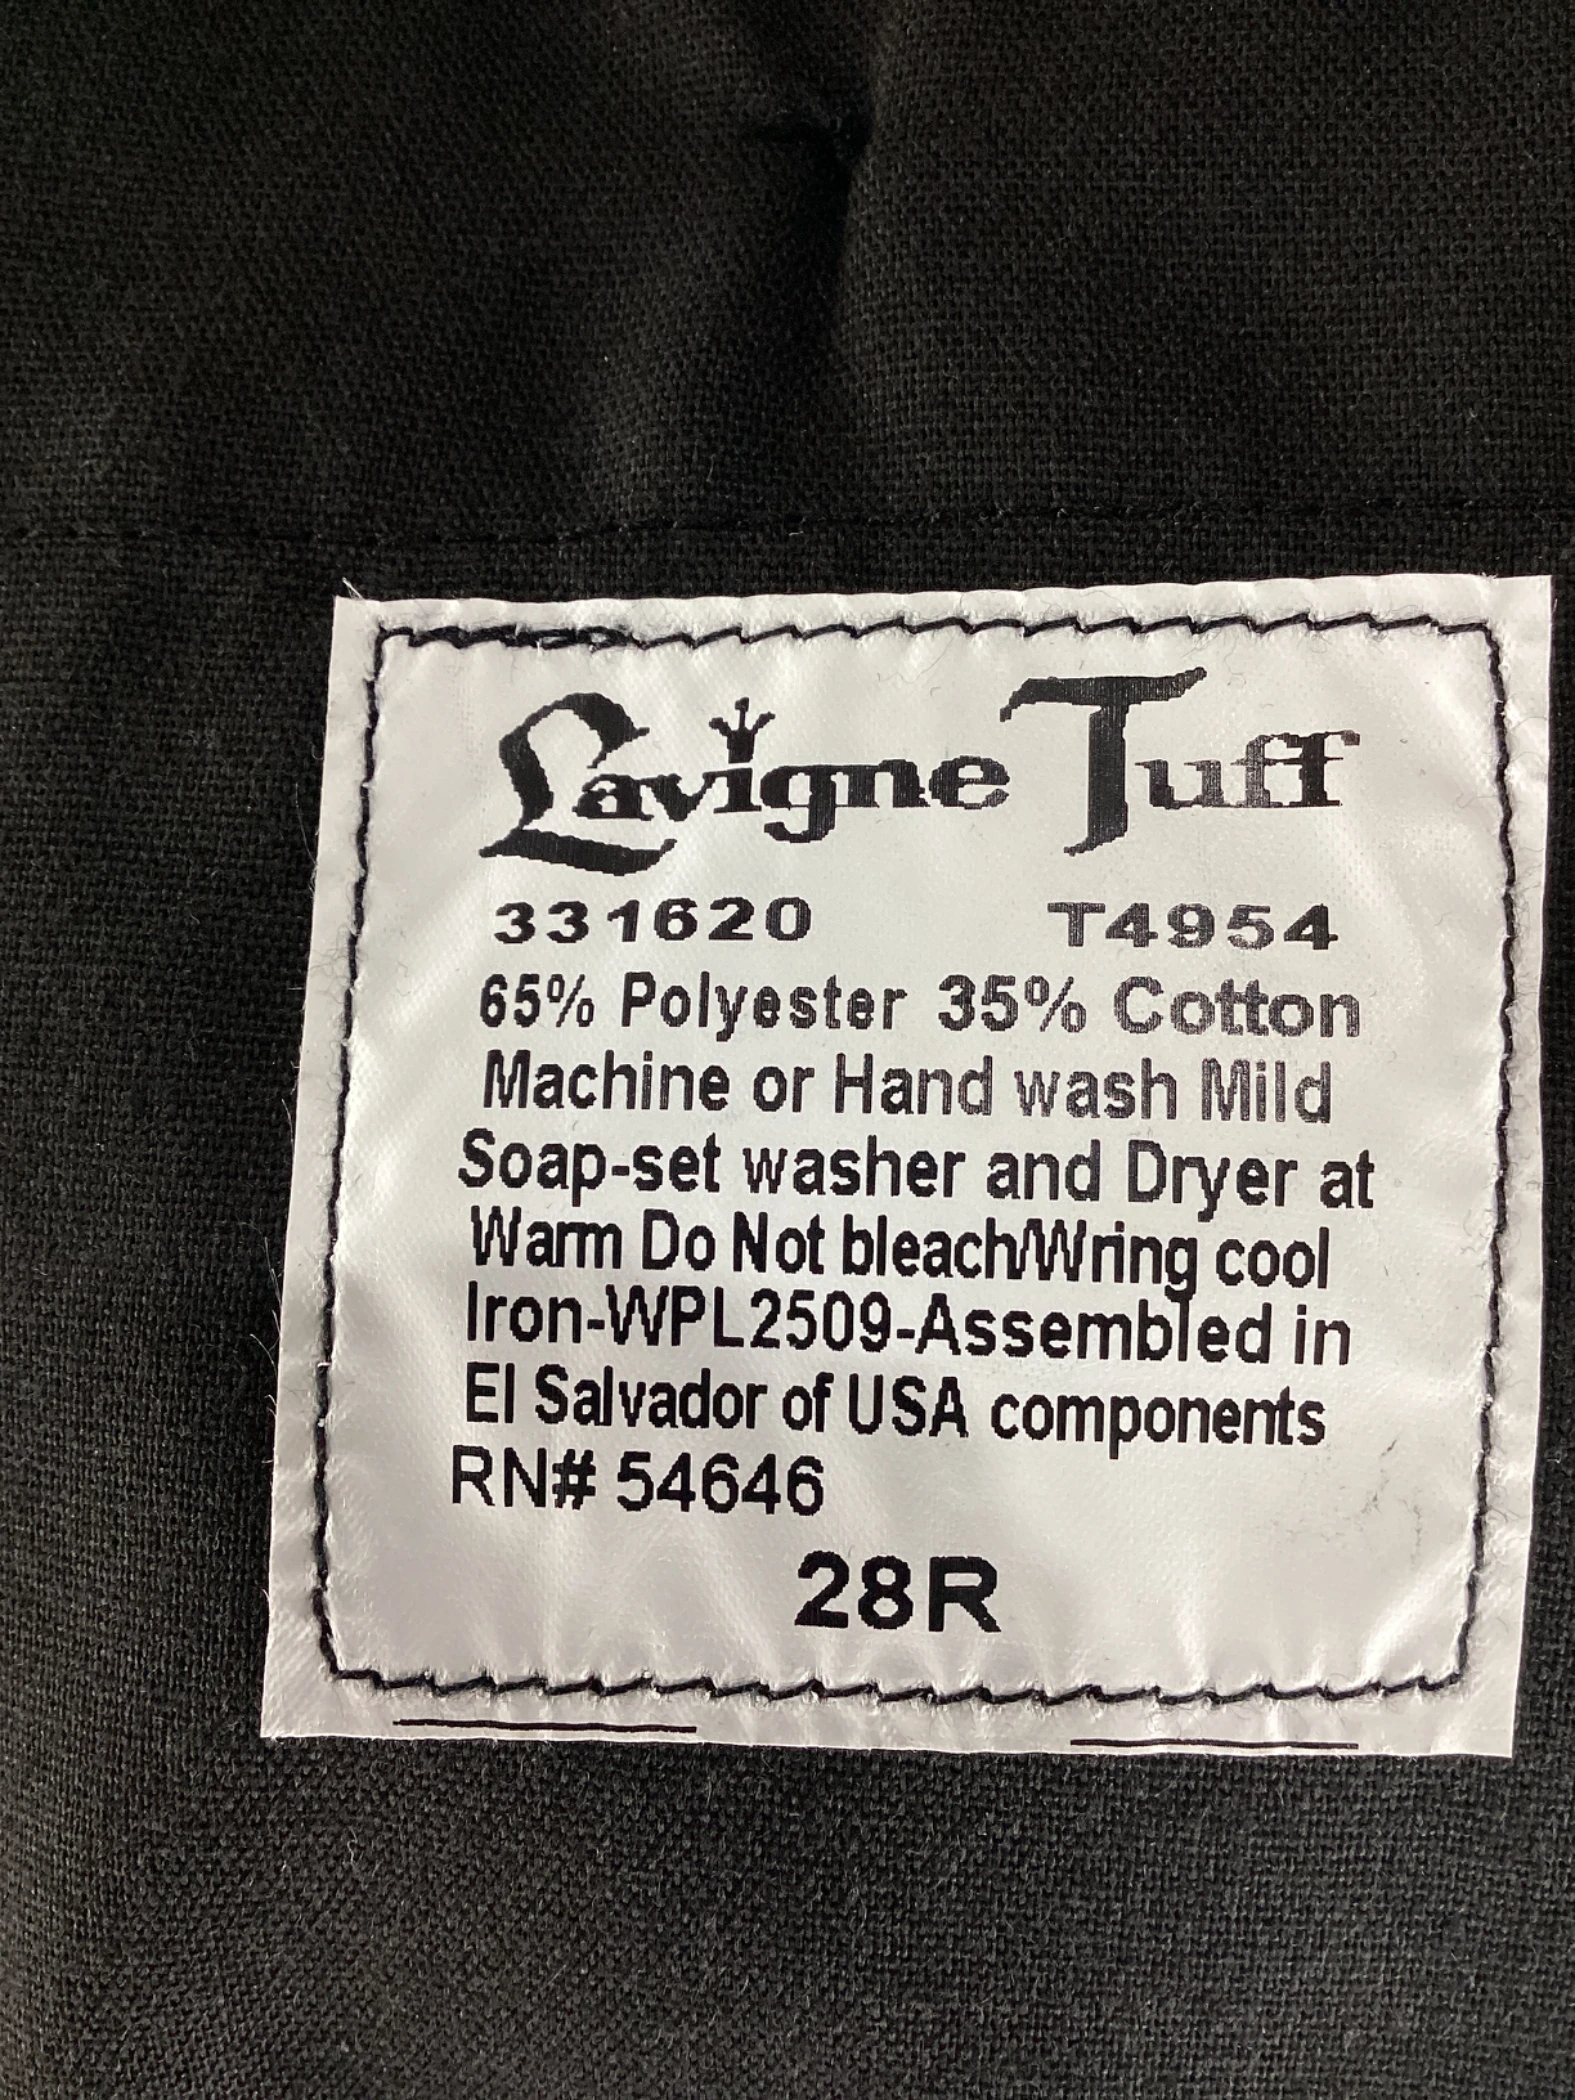 Lavigne Tuff
331620 T4954
65% Polyester 35% Cotton
Machine or Hand wash Mild
Soap-set washer and Dryer at
Warm Do Not bleach/Wring cool
Iron-WPL2509-Assembled in
El Salvador of USA components
RN# 54646
28R